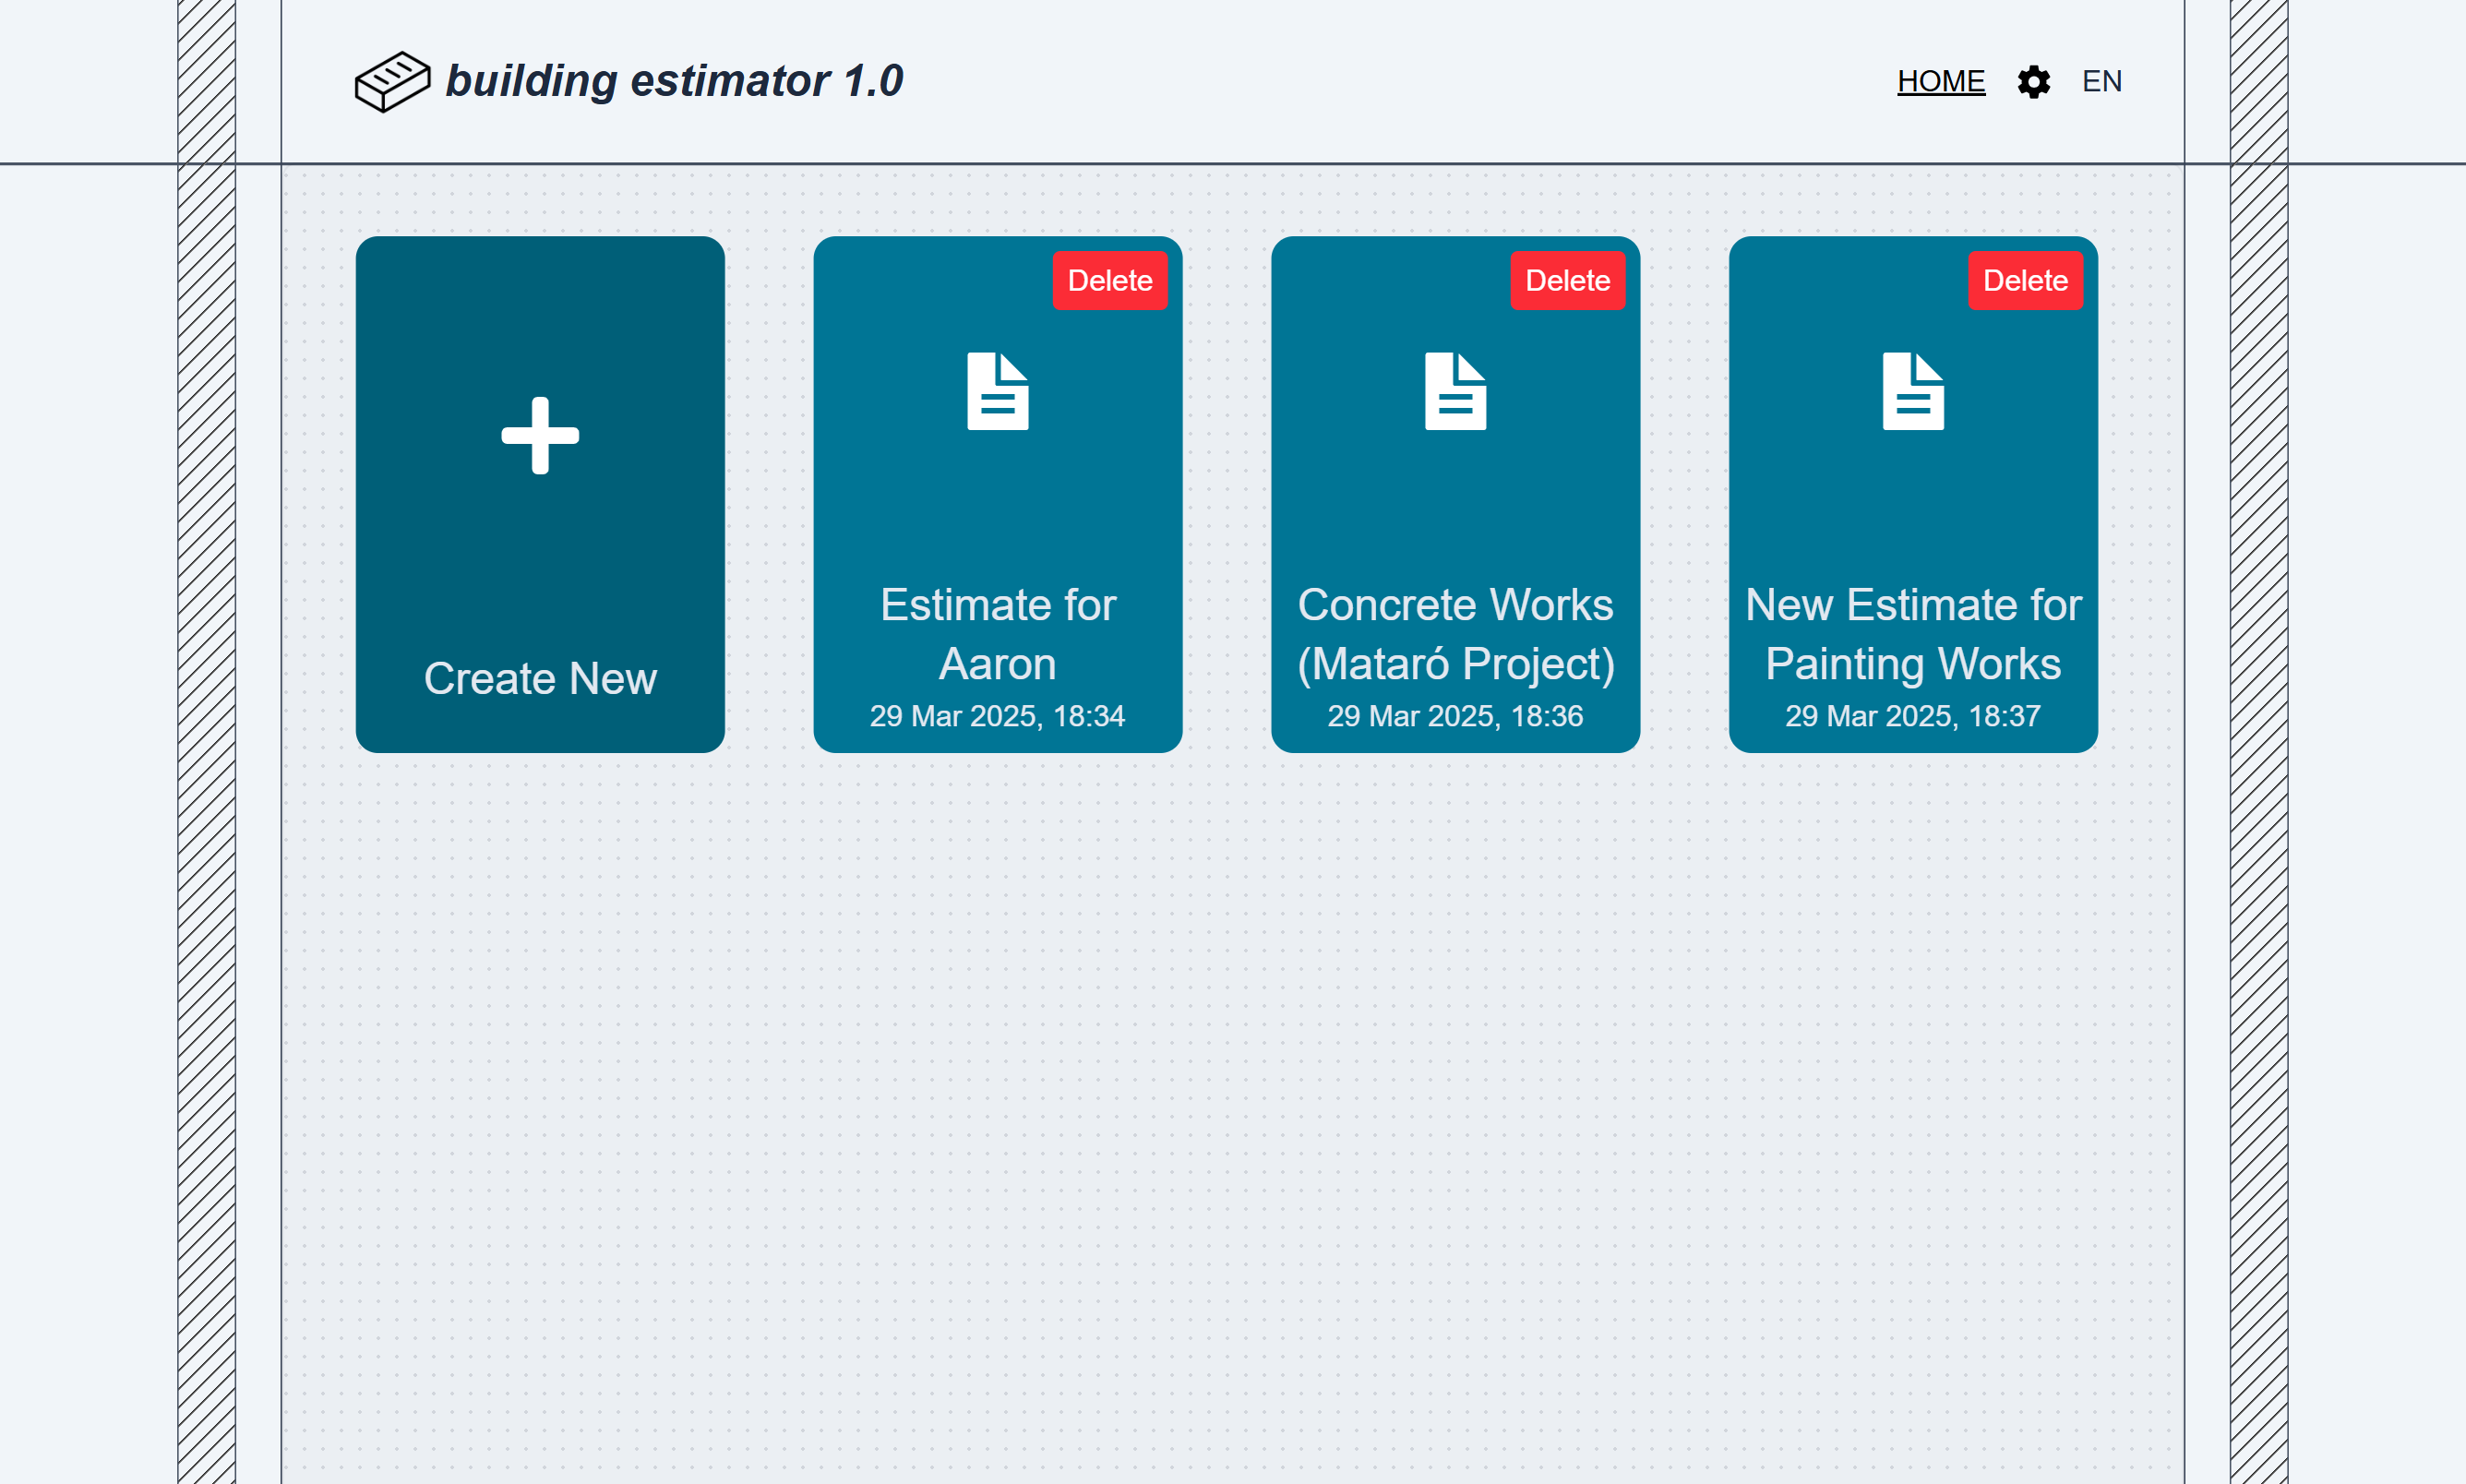 building estimator 1.0
HOME
EN
Create New
Delete
Estimate for
Aaron
29 Mar 2025, 18:34
Delete
Concrete Works
(Mataró Project)
29 Mar 2025, 18:36
Delete
New Estimate for
Painting Works
29 Mar 2025, 18:37